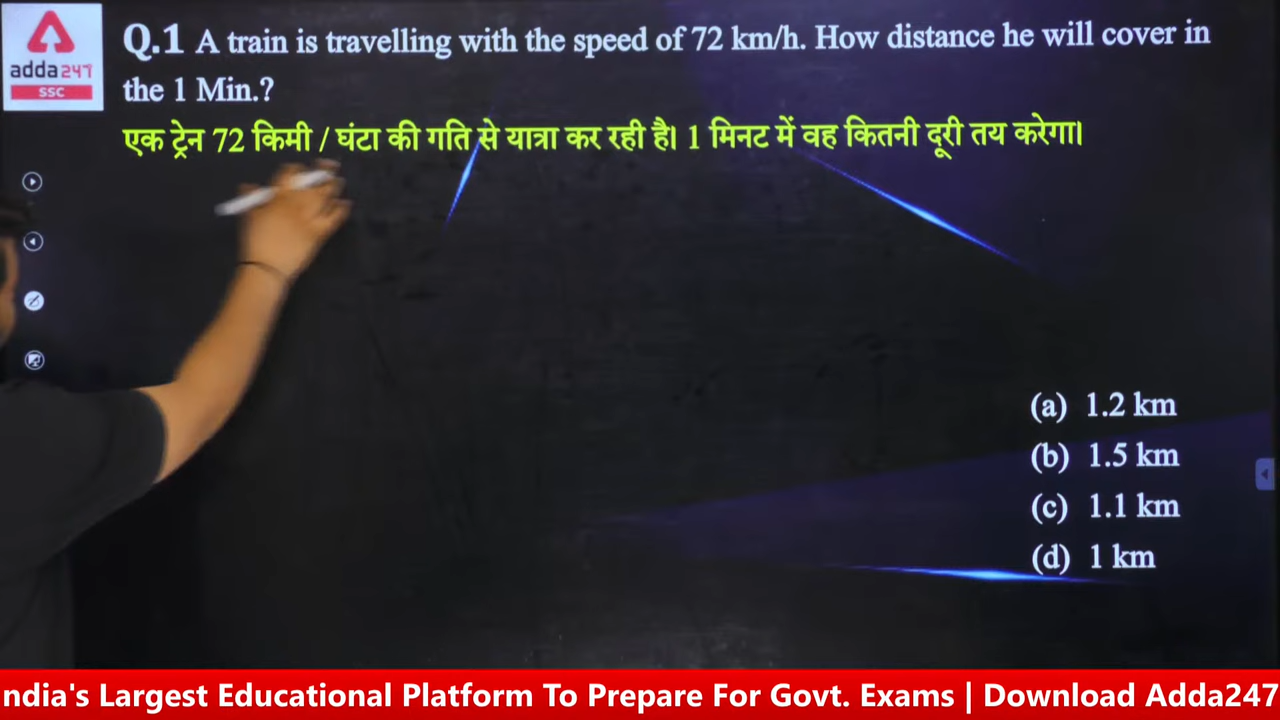 adda247
SSC
Q.1 A train is travelling with the speed of 72 km/h. How distance he will cover in
the 1 Min.?
एक ट्रेन 72 किमी / घंटा की गति से यात्रा कर रही है। 1 मिनट में वह कितनी दूरी तय करेगा।
(a) 1.2 km
(b) 1.5 km
(c) 1.1 km
(d) 1 km
ndia's Largest Educational Platform To Prepare For Govt. Exams | Download Adda247